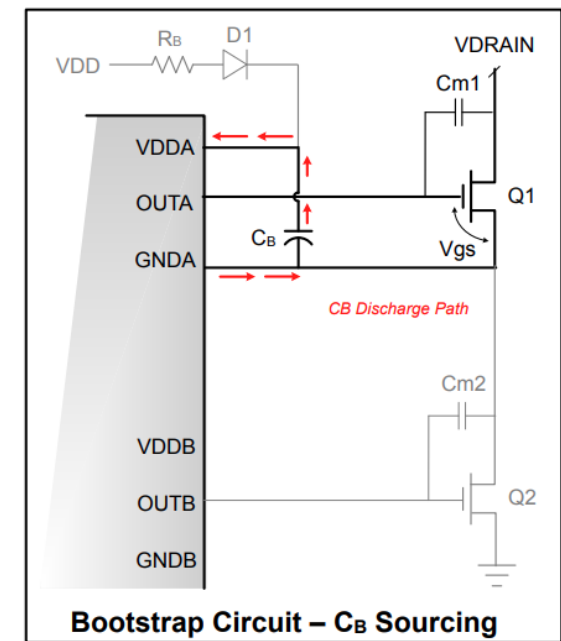 RB D1
VDD
VDRAIN
Cm1
VDDA
OUTA
Q1
CB
Vgs
GNDA
CB Discharge Path
Cm2
VDDB
OUTB
Q2
GNDB
Bootstrap Circuit – CB Sourcing